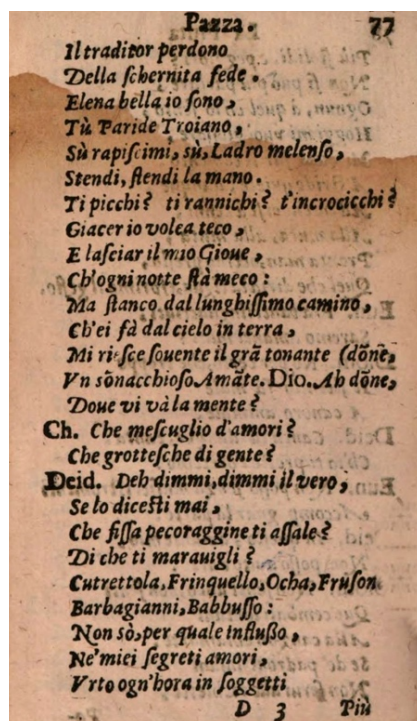 Pazza. 77
Il traditor perdono
Della ſchernita fede.
Elena bella io ſono,
Tù Paride Troiano,
Sù rapiſcimi, sù, Ladro melenſo,
Stendi, ſtendi la mano.
Ti picchi? ti rannichi? t'incrocicchi?
Giacer io volea teco,
E laſciar il mio Gioue,
Ch'ogni notte ſtà meco:
Ma ſtanco dal lunghiſſimo camino,
Ch'ei fà dal cielo in terra,
Mi rieſce ſouente il grã tonante (dõne,
Vn sõnacchioſo Amãte. Dio. Ah dõne,
Doue vi và la mente?
Ch. Che meſcuglio d'amori?
Che grotteſche di gente?
Deid. Deh dimmi, dimmi il vero,
Se lo diceſti mai,
Che fiſſa pecoraggine ti aſſale?
Di che ti marauigli?
Cutrettola, Frinquello, Ocha, Fruſon
Barbagianni, Babbuſſo:
Non sò, per quale influßo,
Ne'miei ſegreti amori,
Vrto ogn'hora in ſoggetti
D 3 Più